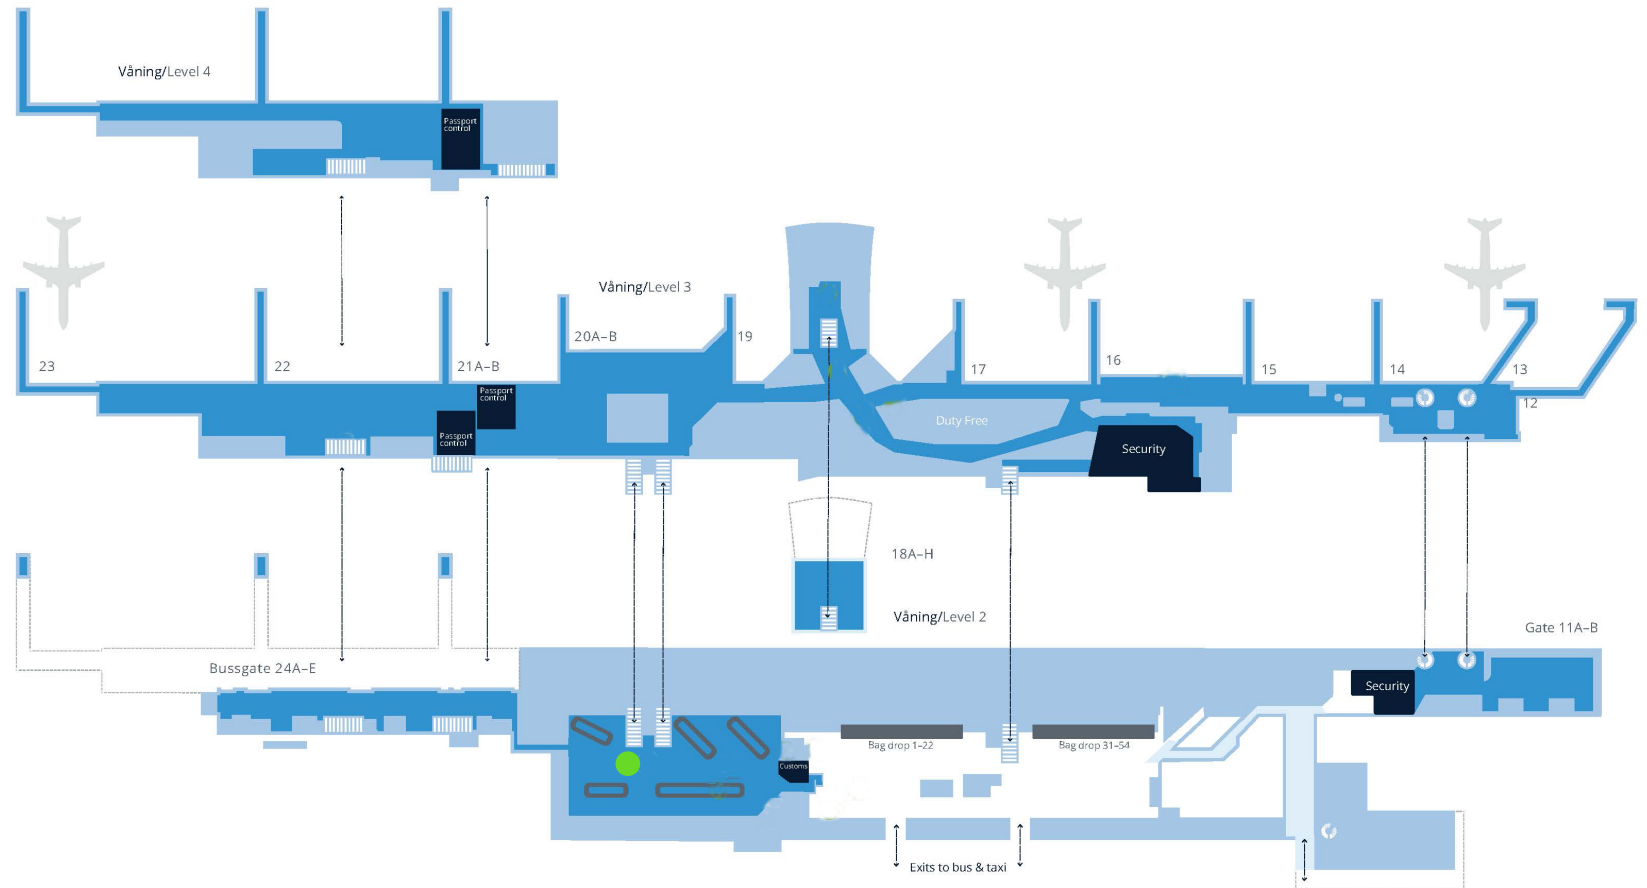 Våning/Level 4
Passport
control
Våning/Level 3
20A–B
19
23
22
21A–B
17
16
15
14
13
12
Passport
control
Passport
control
Duty Free
Security
18A–H
Våning/Level 2
Gate 11A–B
Bussgate 24A–E
Security
Bag drop 1–22
Bag drop 31–54
Customs
Exits to bus & taxi